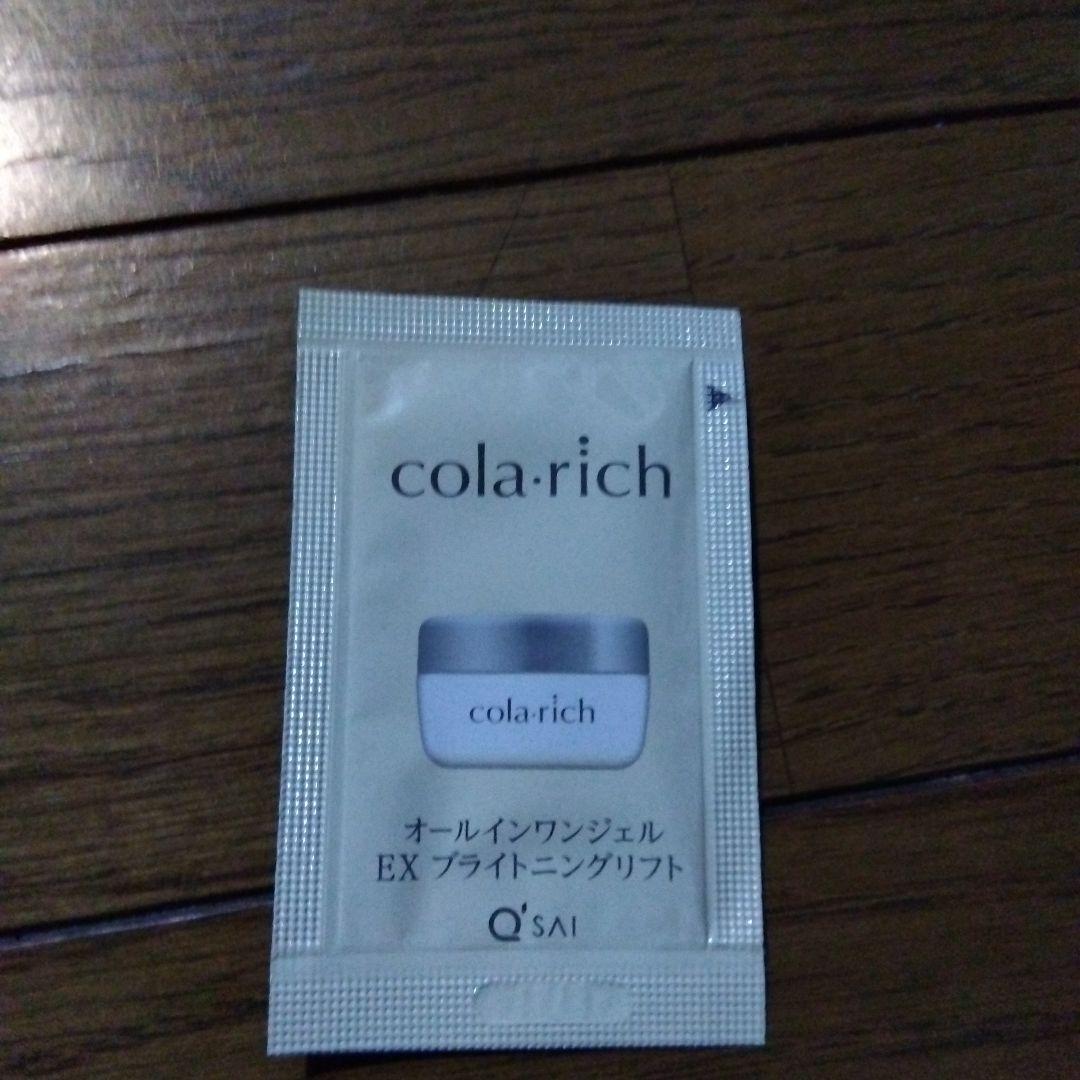 cola·rich
cola·rich
オールインワンジェル
EX ブライトニングリフト
Q'SAI